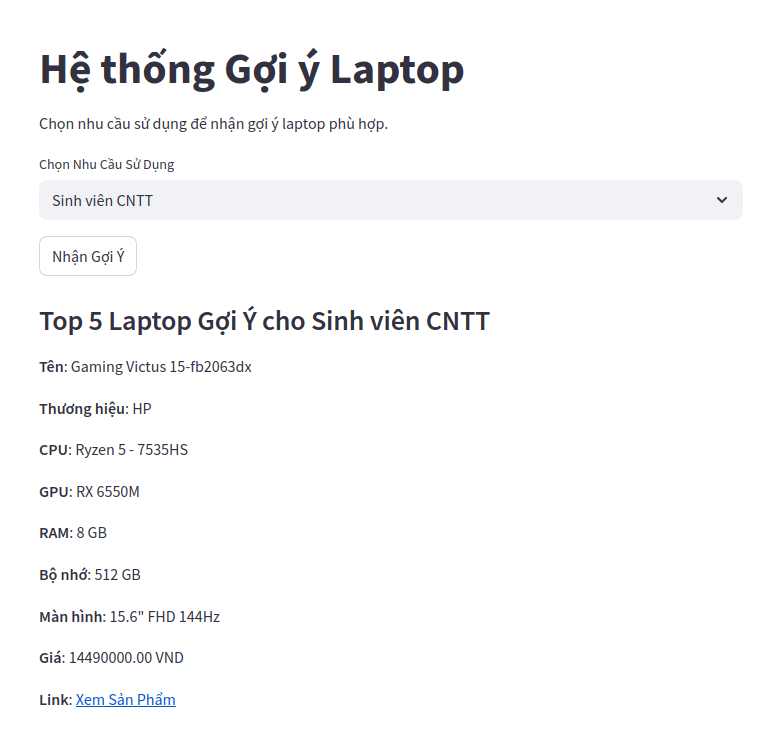 Hệ thống Gợi ý Laptop
Chọn nhu cầu sử dụng để nhận gợi ý laptop phù hợp.
Chọn Nhu Cầu Sử Dụng
Sinh viên CNTT
Nhận Gợi Ý
Top 5 Laptop Gợi Ý cho Sinh viên CNTT
Tên: Gaming Victus 15-fb2063dx
Thương hiệu: HP
CPU: Ryzen 5 - 7535HS
GPU: RX 6550M
RAM: 8 GB
Bộ nhớ: 512 GB
Màn hình: 15.6" FHD 144Hz
Giá: 14490000.00 VND
Link: Xem Sản Phẩm